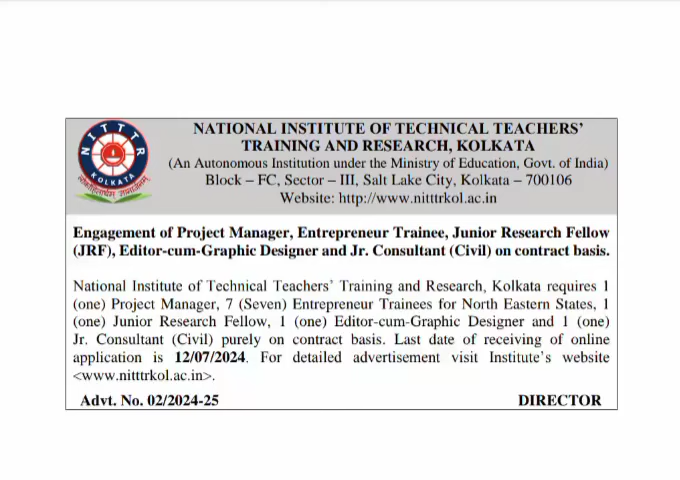 NATIONAL INSTITUTE OF TECHNICAL TEACHERS'
TRAINING AND RESEARCH, KOLKATA
(An Autonomous Institution under the Ministry of Education, Govt. of India)
Block – FC, Sector – III, Salt Lake City, Kolkata – 700106
Website: http://www.nitttrkol.ac.in
NITTTR
KOLKATA
Engagement of Project Manager, Entrepreneur Trainee, Junior Research Fellow
(JRF), Editor-cum-Graphic Designer and Jr. Consultant (Civil) on contract basis.
National Institute of Technical Teachers' Training and Research, Kolkata requires 1
(one) Project Manager, 7 (Seven) Entrepreneur Trainees for North Eastern States, 1
(one) Junior Research Fellow, 1 (one) Editor-cum-Graphic Designer and 1 (one)
Jr. Consultant (Civil) purely on contract basis. Last date of receiving of online
application is 12/07/2024. For detailed advertisement visit Institute's website
<www.nitttrkol.ac.in>.
Advt. No. 02/2024-25 DIRECTOR